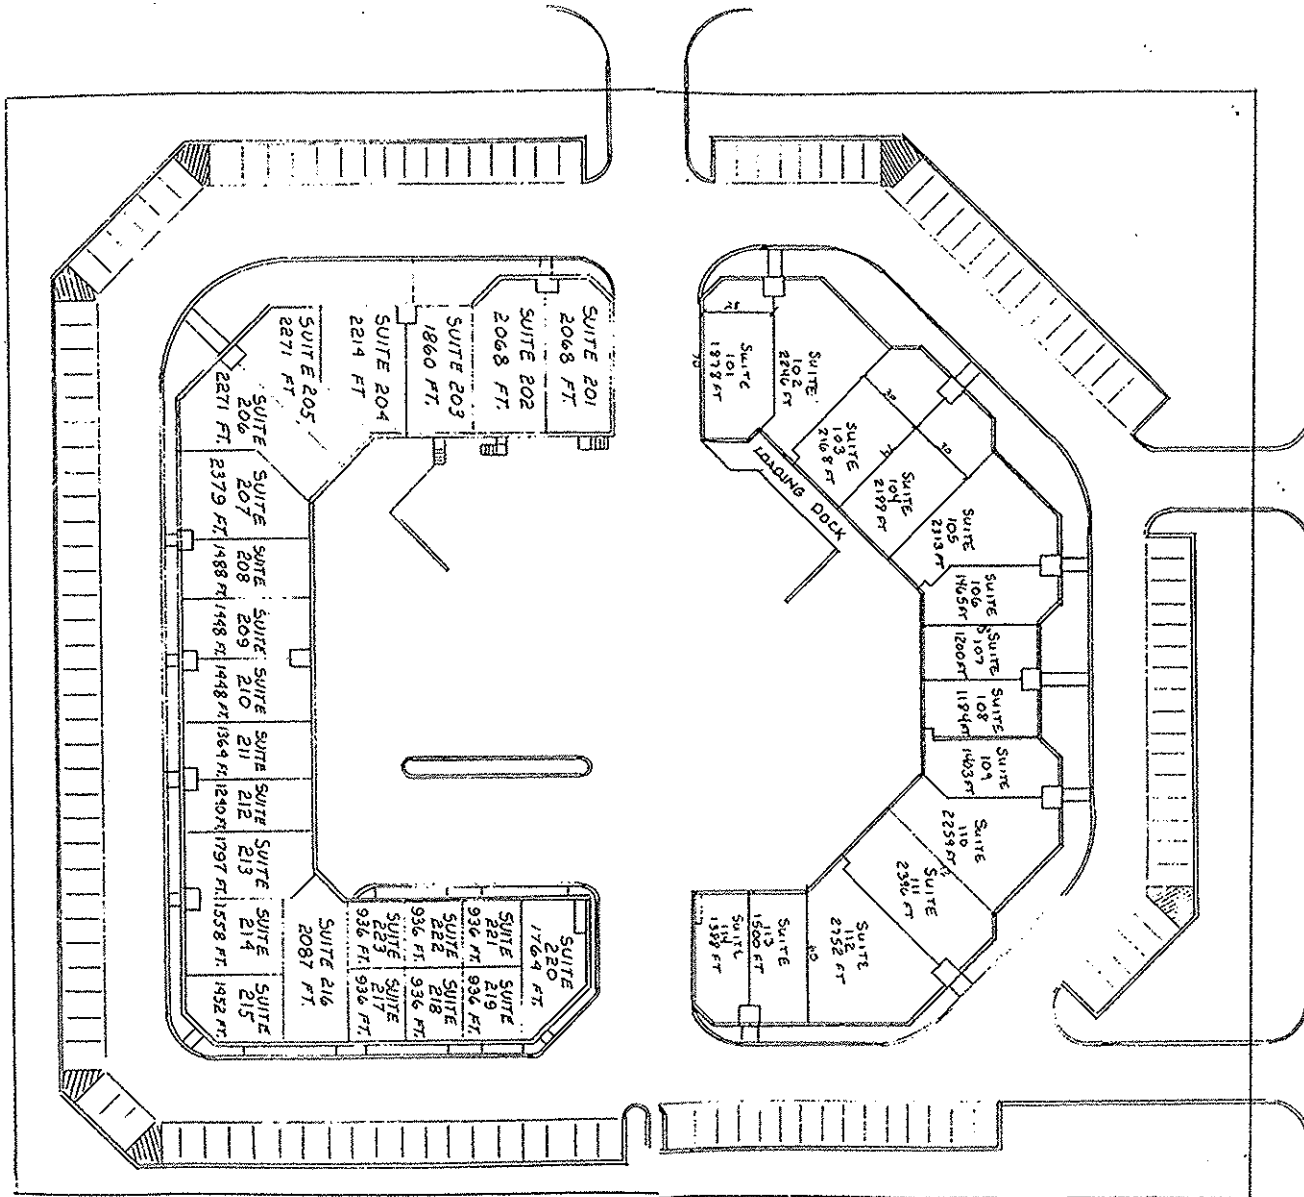 SUITE 201
2068 FT.
SUITE 202
2068 FT.
SUITE 203
1860 FT.
SUITE 204
2214 FT
SUITE 205
2271 FT
SUITE
206
2271 FT.
SUITE
207
2379 FT.
SUITE
208
1488 FT.
SUITE
209
1448 FT.
SUITE
210
1448 FT.
SUITE
211
1364 FT.
SUITE
212
1240 FT.
SUITE
213
1797 FT.
SUITE
214
1558 FT.
SUITE
215
1452 FT.
SUITE 216
2087 FT.
SUITE
217
936 FT.
SUITE
218
936 FT.
SUITE
219
936 FT.
SUITE
220
1764 FT.
SUITE
221
936 FT.
SUITE
222
936 FT.
SUITE
223
936 FT.
SUITE
101
1878 FT
SUITE
102
2246 FT
SUITE
103
2168 FT
SUITE
104
2199 FT
SUITE
105
2313 FT
SUITE
106
1465 FT
SUITE
107
1200 FT
SUITE
108
1184 FT
SUITE
109
1403 FT
SUITE
110
2259 FT
SUITE
111
2396 FT
SUITE
112
2752 FT
SUITE
113
1500 FT
SUITE
114
1398 FT
LOADING DOCK